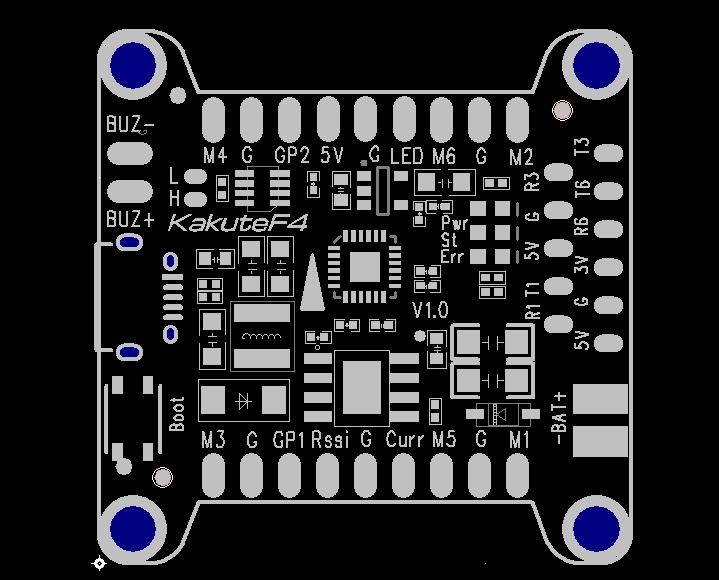 BUZ-
M4 G GP2 5V G LED M6 G M2
T3
L
H
R3
T6
BUZ+
KakuteF4
G
R6
Pwr
St
Err
5V
3V
T1
G
V1.0
R1
5V
Boot
-BAT+
M3 G GP1 Rssi G Curr M5 G M1